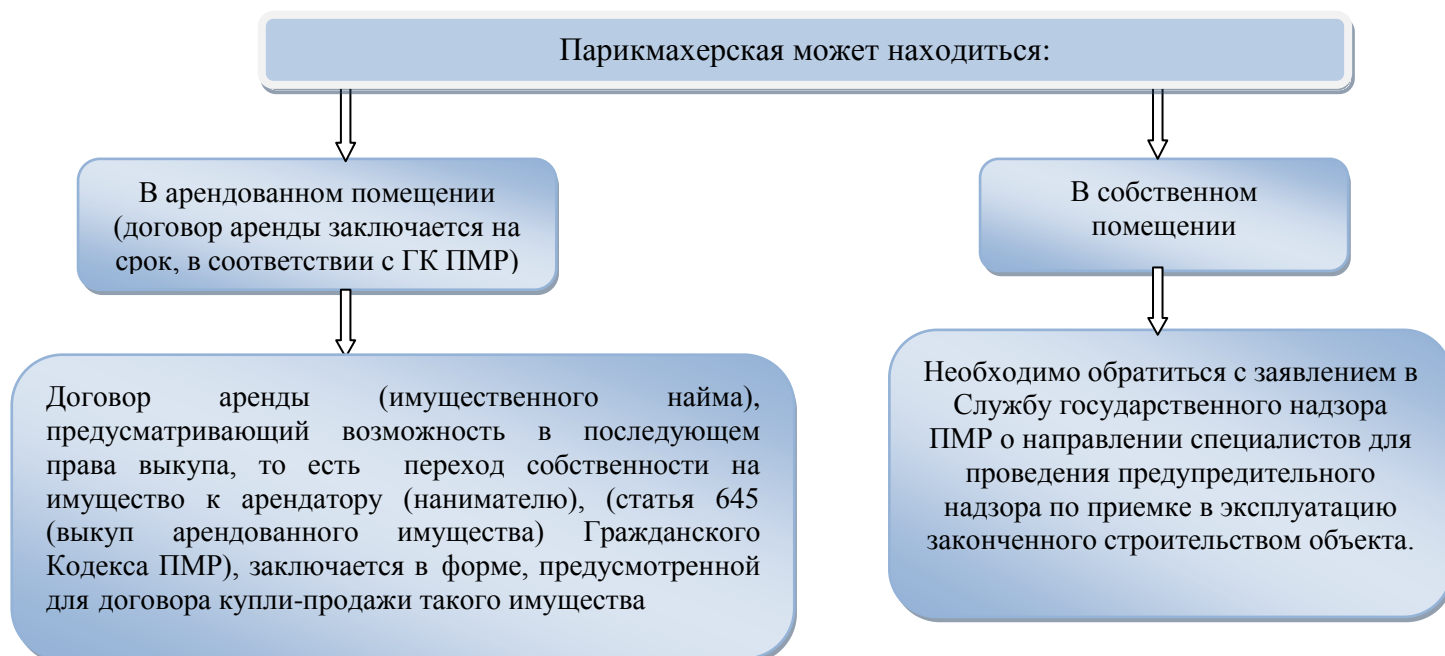 Парикмахерская может находиться:
В арендованном помещении
(договор аренды заключается на
срок, в соответствии с ГК ПМР)
В собственном
помещении
Договор аренды (имущественного найма),
предусматривающий возможность в последующем
права выкупа, то есть переход собственности на
имущество к арендатору (нанимателю), (статья 645
(выкуп арендованного имущества) Гражданского
Кодекса ПМР), заключается в форме, предусмотренной
для договора купли-продажи такого имущества
Необходимо обратиться с заявлением в
Службу государственного надзора
ПМР о направлении специалистов для
проведения предупредительного
надзора по приемке в эксплуатацию
законченного строительством объекта.